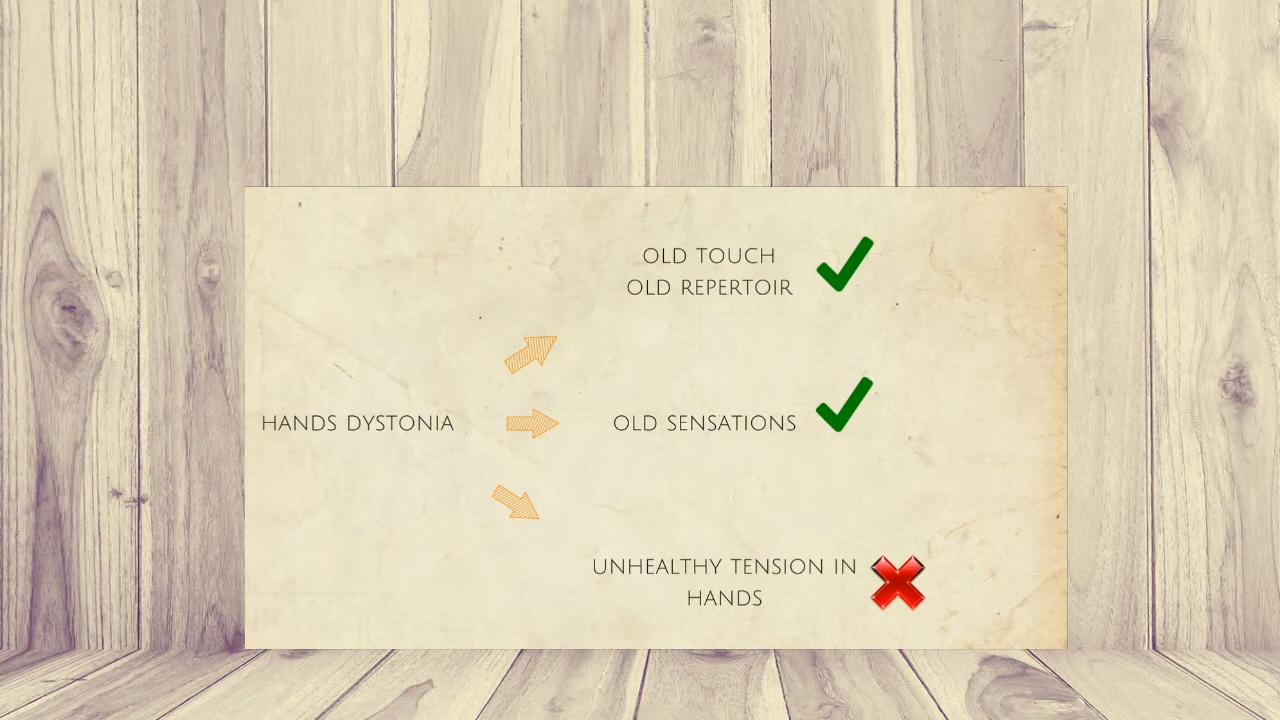 OLD TOUCH
OLD REPERTOIR
HANDS DYSTONIA
OLD SENSATIONS
UNHEALTHY TENSION IN
HANDS